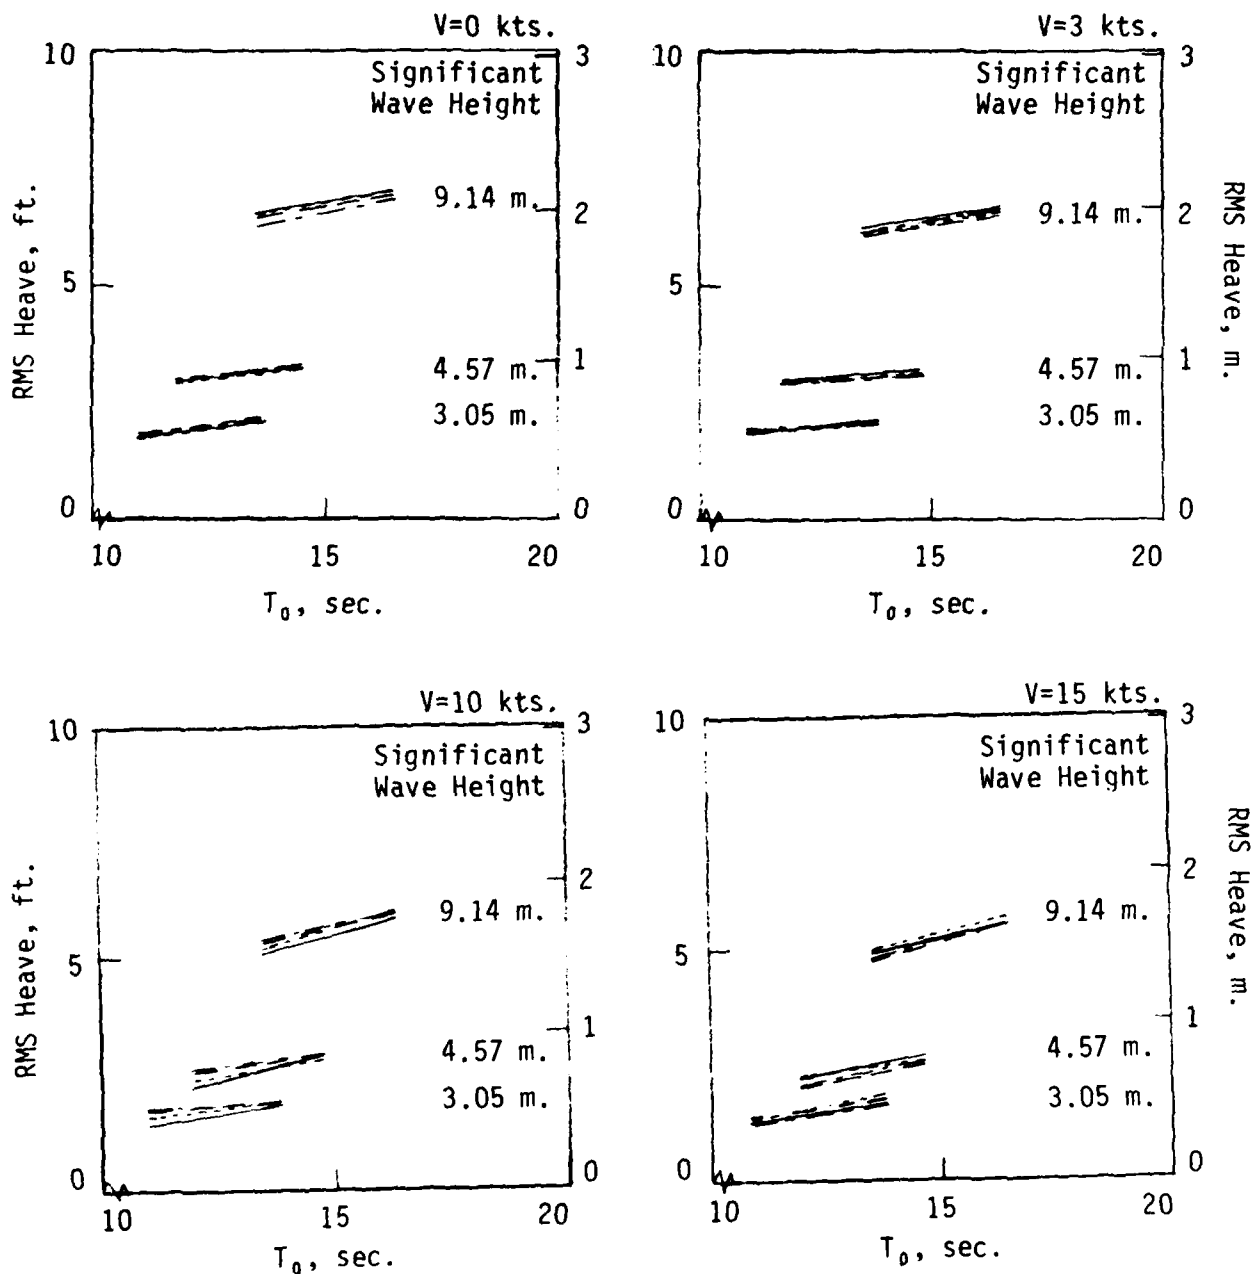 V=0 kts.
10
3
Significant
Wave Height
9.14 m.
2
5
4.57 m.
1
3.05 m.
0
0
10
15
20
T₀, sec.
RMS Heave, ft.
V=3 kts.
10
3
Significant
Wave Height
9.14 m.
2
5
4.57 m.
1
3.05 m.
0
0
10
15
20
T₀, sec.
RMS Heave, m.
V=10 kts.
10
3
Significant
Wave Height
2
9.14 m.
5
1
4.57 m.
3.05 m.
0
0
10
15
20
T₀, sec.
RMS Heave, ft.
V=15 kts.
10
3
Significant
Wave Height
2
9.14 m.
5
1
4.57 m.
3.05 m.
0
0
10
15
20
T₀, sec.
RMS Heave, m.